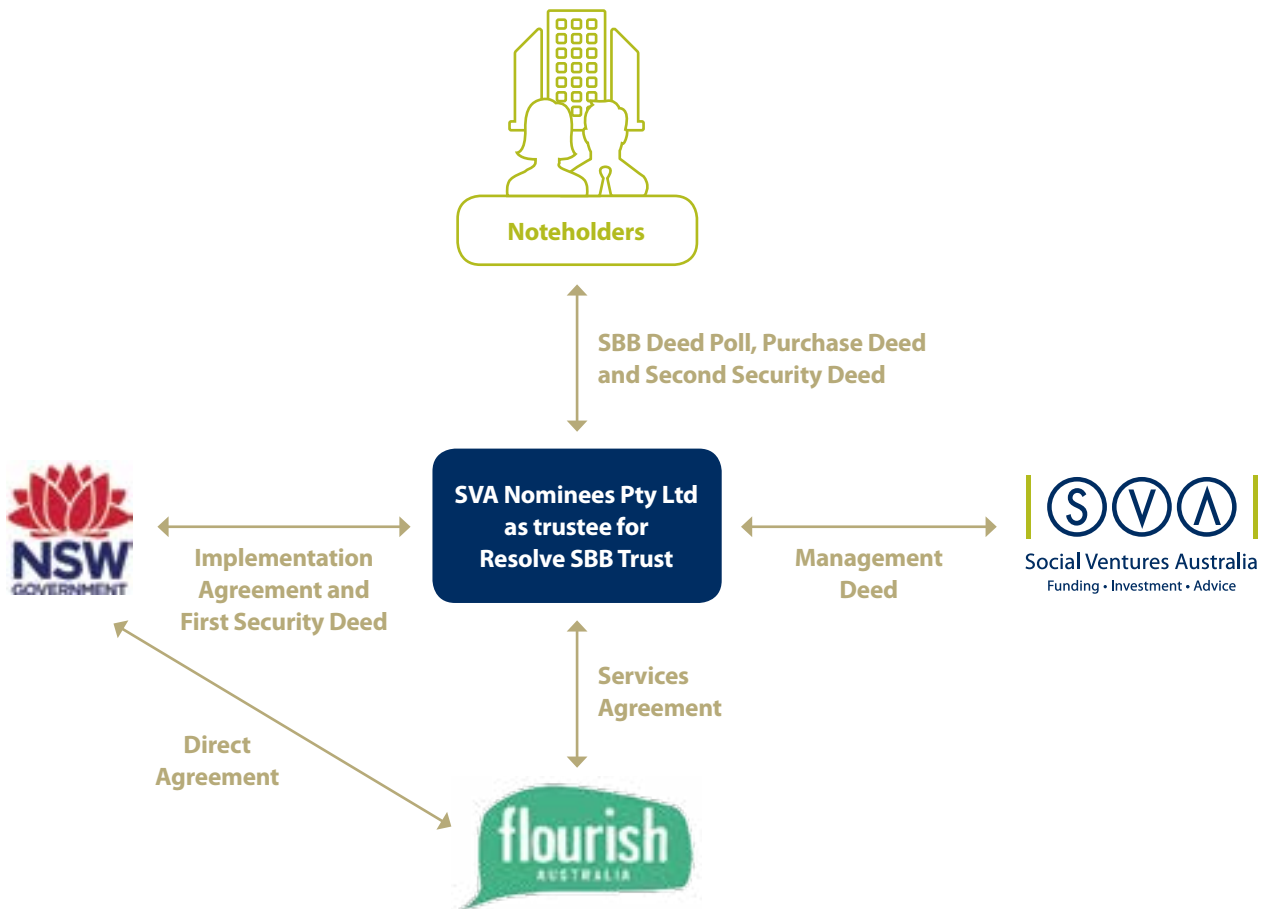 Noteholders
SBB Deed Poll, Purchase Deed
and Second Security Deed
NSW
GOVERNMENT
Implementation
Agreement and
First Security Deed
SVA Nominees Pty Ltd
as trustee for
Resolve SBB Trust
Management
Deed
SVA
Social Ventures Australia
Funding • Investment • Advice
Services
Agreement
Direct
Agreement
flourish
AUSTRALIA